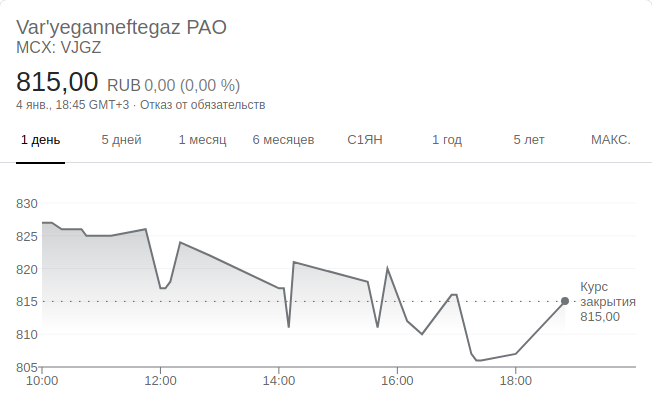 Var'yeganneftegaz PAO
MCX: VJGZ
815,00 RUB 0,00 (0,00 %)
4 янв., 18:45 GMT+3 · Отказ от обязательств
1 день 5 дней 1 месяц 6 месяцев С1ЯН 1 год 5 лет МАКС.
830
825
820
815
810
805
Курс
закрытия
815,00
10:00 12:00 14:00 16:00 18:00